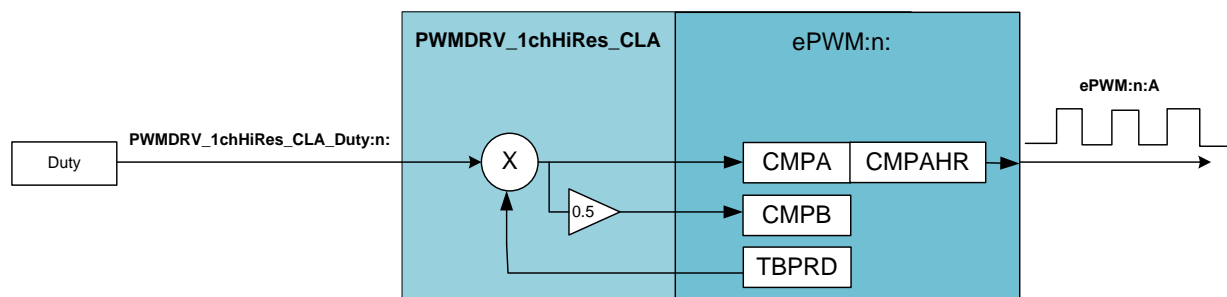 PWMDRV_1chHiRes_CLA
ePWM:n:
ePWM:n:A
PWMDRV_1chHiRes_CLA_Duty:n:
Duty
X
CMPA
CMPAHR
0.5
CMPB
TBPRD